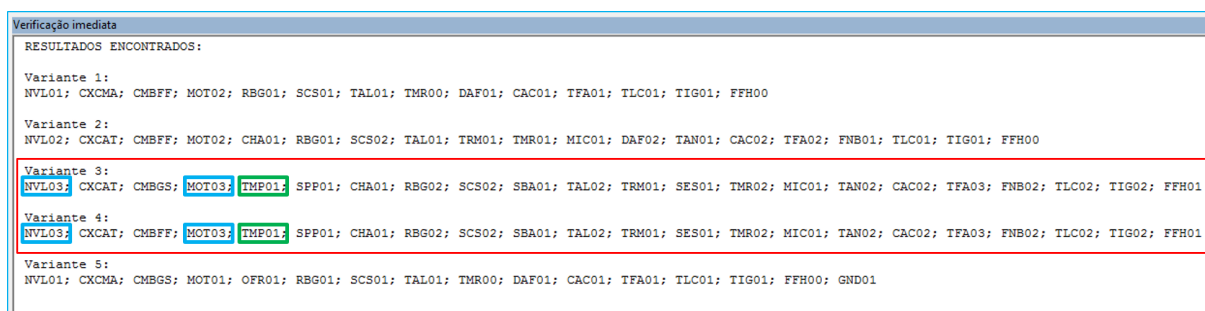 Verificação imediata
RESULTADOS ENCONTRADOS:
Variante 1:
NVL01; CXCMA; CMBFF; MOT02; RBG01; SCS01; TAL01; TMR00; DAF01; CAC01; TFA01; TLC01; TIG01; FFH00
Variante 2:
NVL02; CXCAT; CMBFF; MOT02; CHA01; RBG01; SCS02; TAL01; TRM01; TMR01; MIC01; DAF02; TAN01; CAC02; TFA02; FNB01; TLC01; TIG01; FFH00
Variante 3:
NVL03; CXCAT; CMBGS; MOT03; TMP01; SPP01; CHA01; RBG02; SCS02; SBA01; TAL02; TRM01; SES01; TMR02; MIC01; TAN02; CAC02; TFA03; FNB02; TLC02; TIG02; FFH01
Variante 4:
NVL03; CXCAT; CMBFF; MOT03; TMP01; SPP01; CHA01; RBG02; SCS02; SBA01; TAL02; TRM01; SES01; TMR02; MIC01; TAN02; CAC02; TFA03; FNB02; TLC02; TIG02; FFH01
Variante 5:
NVL01; CXCMA; CMBGS; MOT01; OFR01; RBG01; SCS01; TAL01; TMR00; DAF01; CAC01; TFA01; TLC01; TIG01; FFH00; GND01